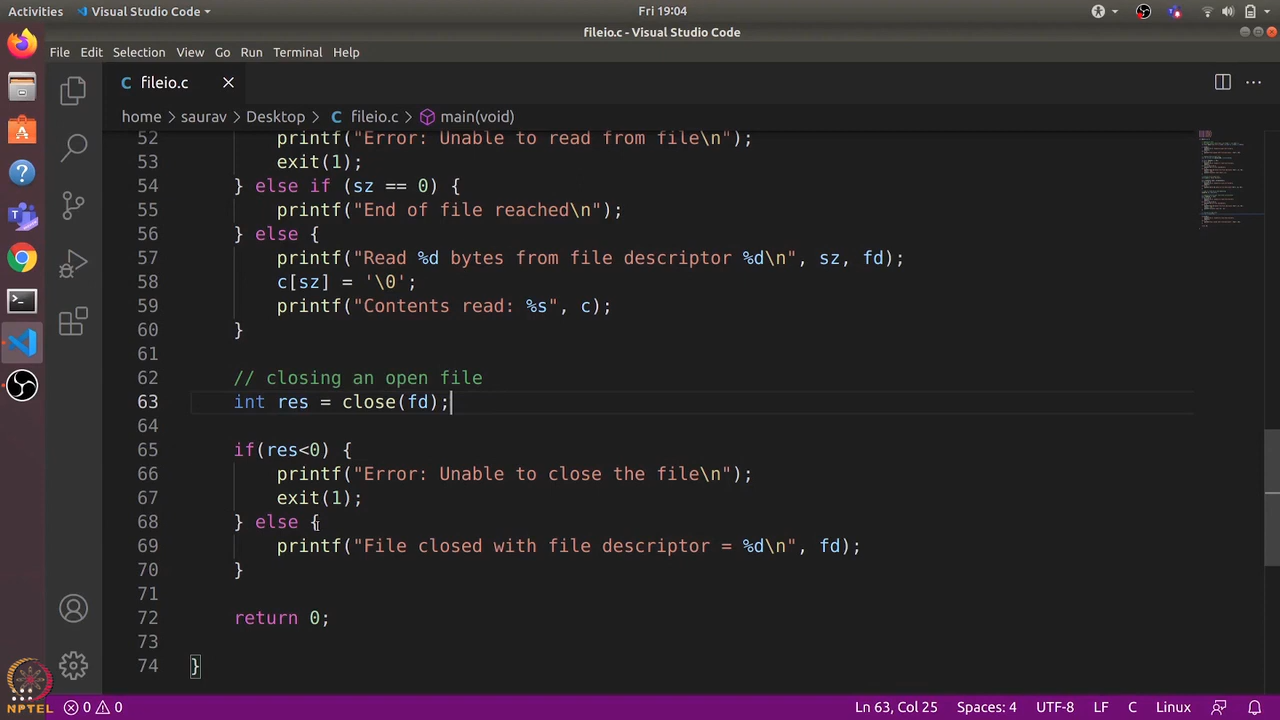 Activities Visual Studio Code Fri 19:04
fileio.c - Visual Studio Code
File Edit Selection View Go Run Terminal Help
C fileio.c
home > saurav > Desktop > C fileio.c > main(void)
52 printf("Error: Unable to read from file\n");
53 exit(1);
54 } else if (sz == 0) {
55 printf("End of file reached\n");
56 } else {
57 printf("Read %d bytes from file descriptor %d\n", sz, fd);
58 c[sz] = '\0';
59 printf("Contents read: %s", c);
60 }
61
62 // closing an open file
63 int res = close(fd);
64
65 if(res<0) {
66 printf("Error: Unable to close the file\n");
67 exit(1);
68 } else {
69 printf("File closed with file descriptor = %d\n", fd);
70 }
71
72 return 0;
73
74 }
NPTEL
0 0 Ln 63, Col 25 Spaces: 4 UTF-8 LF C Linux